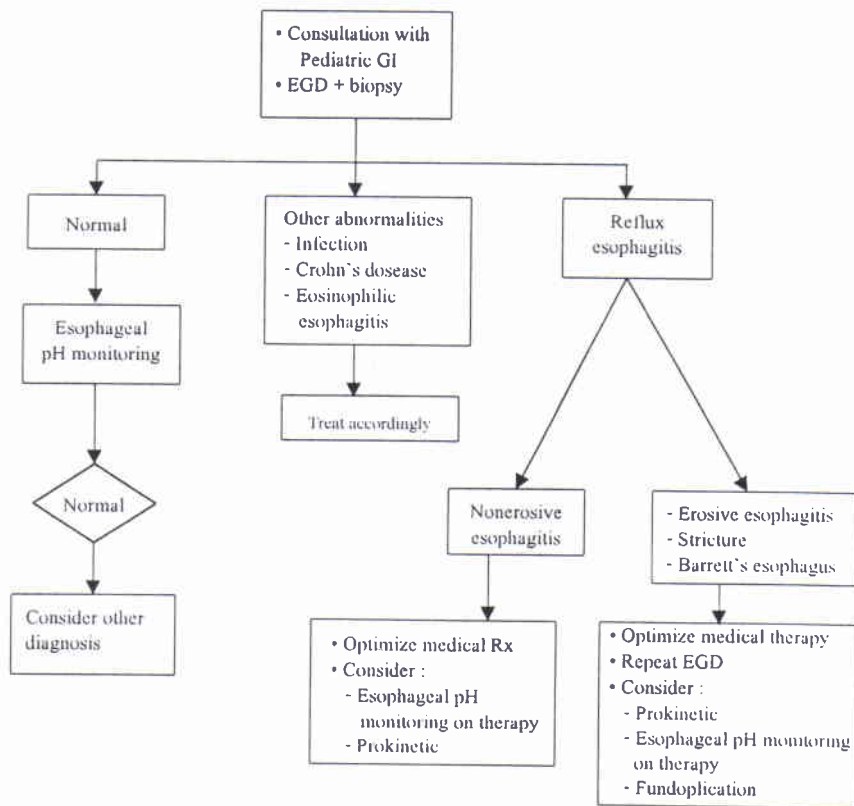 • Consultation with
Pediatric GI
• EGD + biopsy
Normal
Other abnormalities
- Infection
- Crohn`s dosease
- Eosinophilic
esophagitis
Reflux
esophagitis
Esophageal
pH monitoring
Treat accordingly
Normal
Nonerosive
esophagitis
- Erosive esophagitis
- Stricture
- Barrett`s esophagus
Consider other
diagnosis
• Optimize medical Rx
• Consider :
- Esophageal pH
monitoring on therapy
- Prokinetic
• Optimize medical therapy
• Repeat EGD
• Consider :
- Prokinetic
- Esophageal pH monitoring
on therapy
- Fundoplication